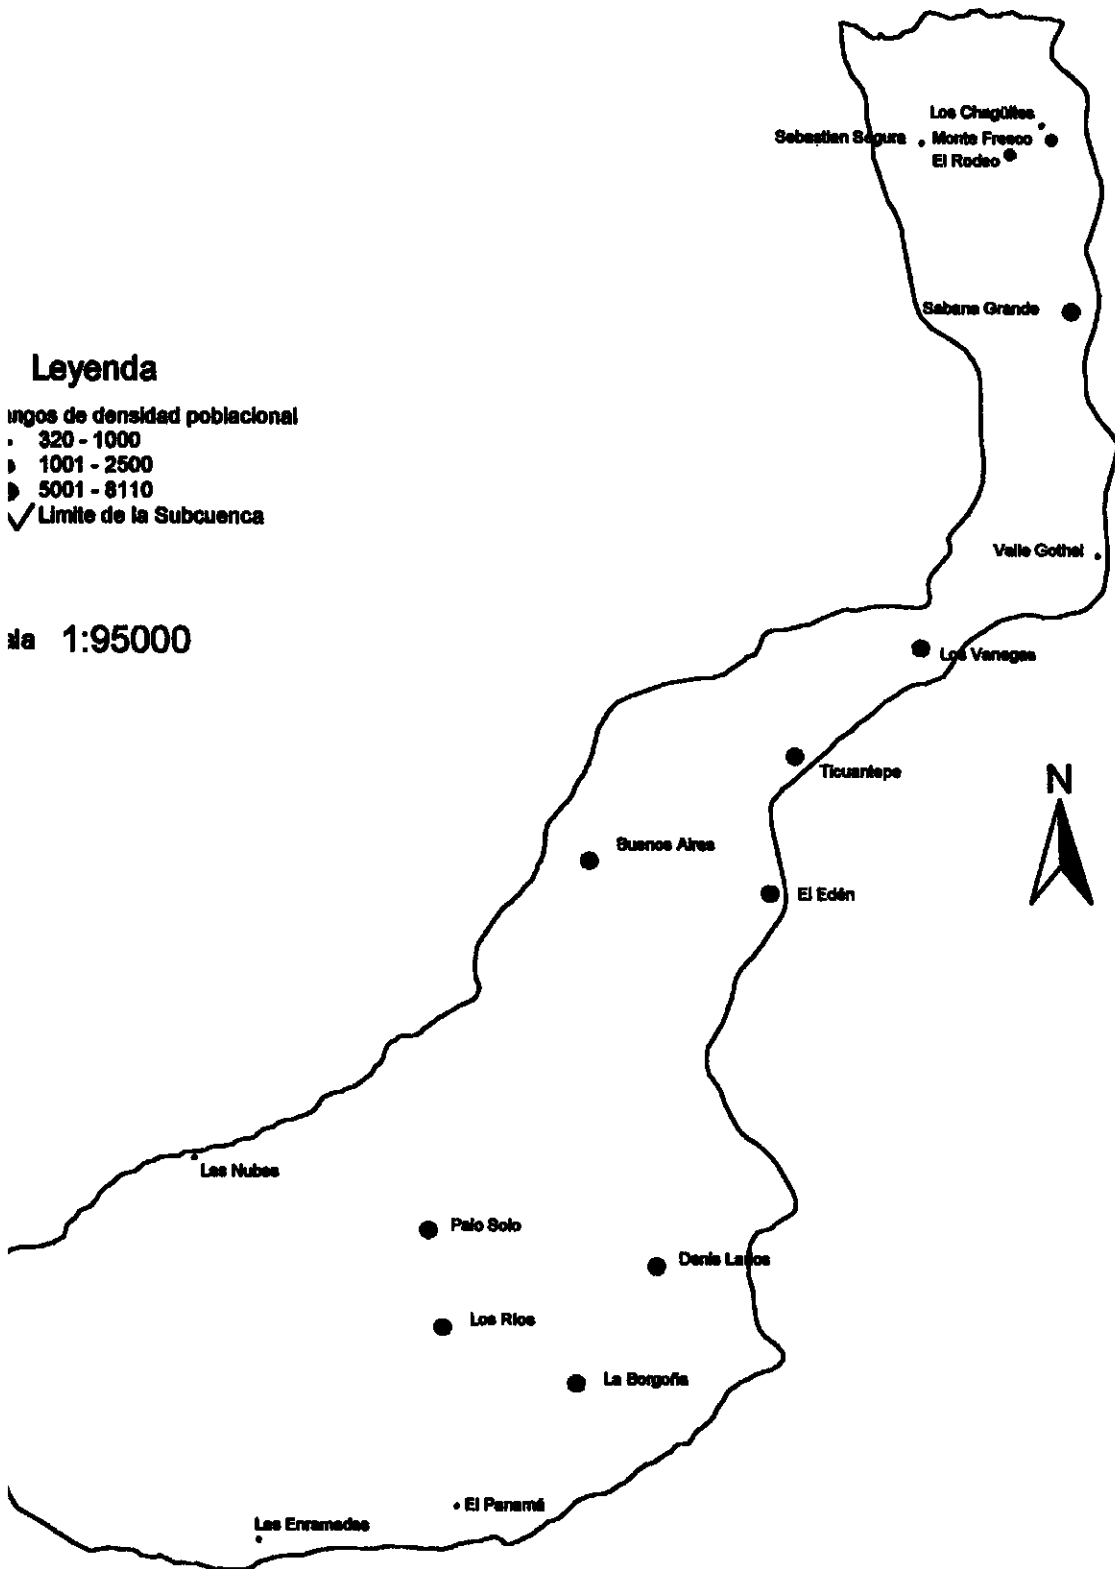 Los Chagüites
Sebastian Segura
Monte Fresco
El Rodeo
Sabana Grande
Leyenda
ngos de densidad poblacional
320 - 1000
1001 - 2500
5001 - 8110
Limite de la Subcuenca
Valle Gothel
ala 1:95000
Los Vanegas
Ticuantepe
N
Buenos Aires
El Edén
Las Nubes
Palo Solo
Denis Larios
Los Rios
La Borgoña
El Panamá
Las Enramadas